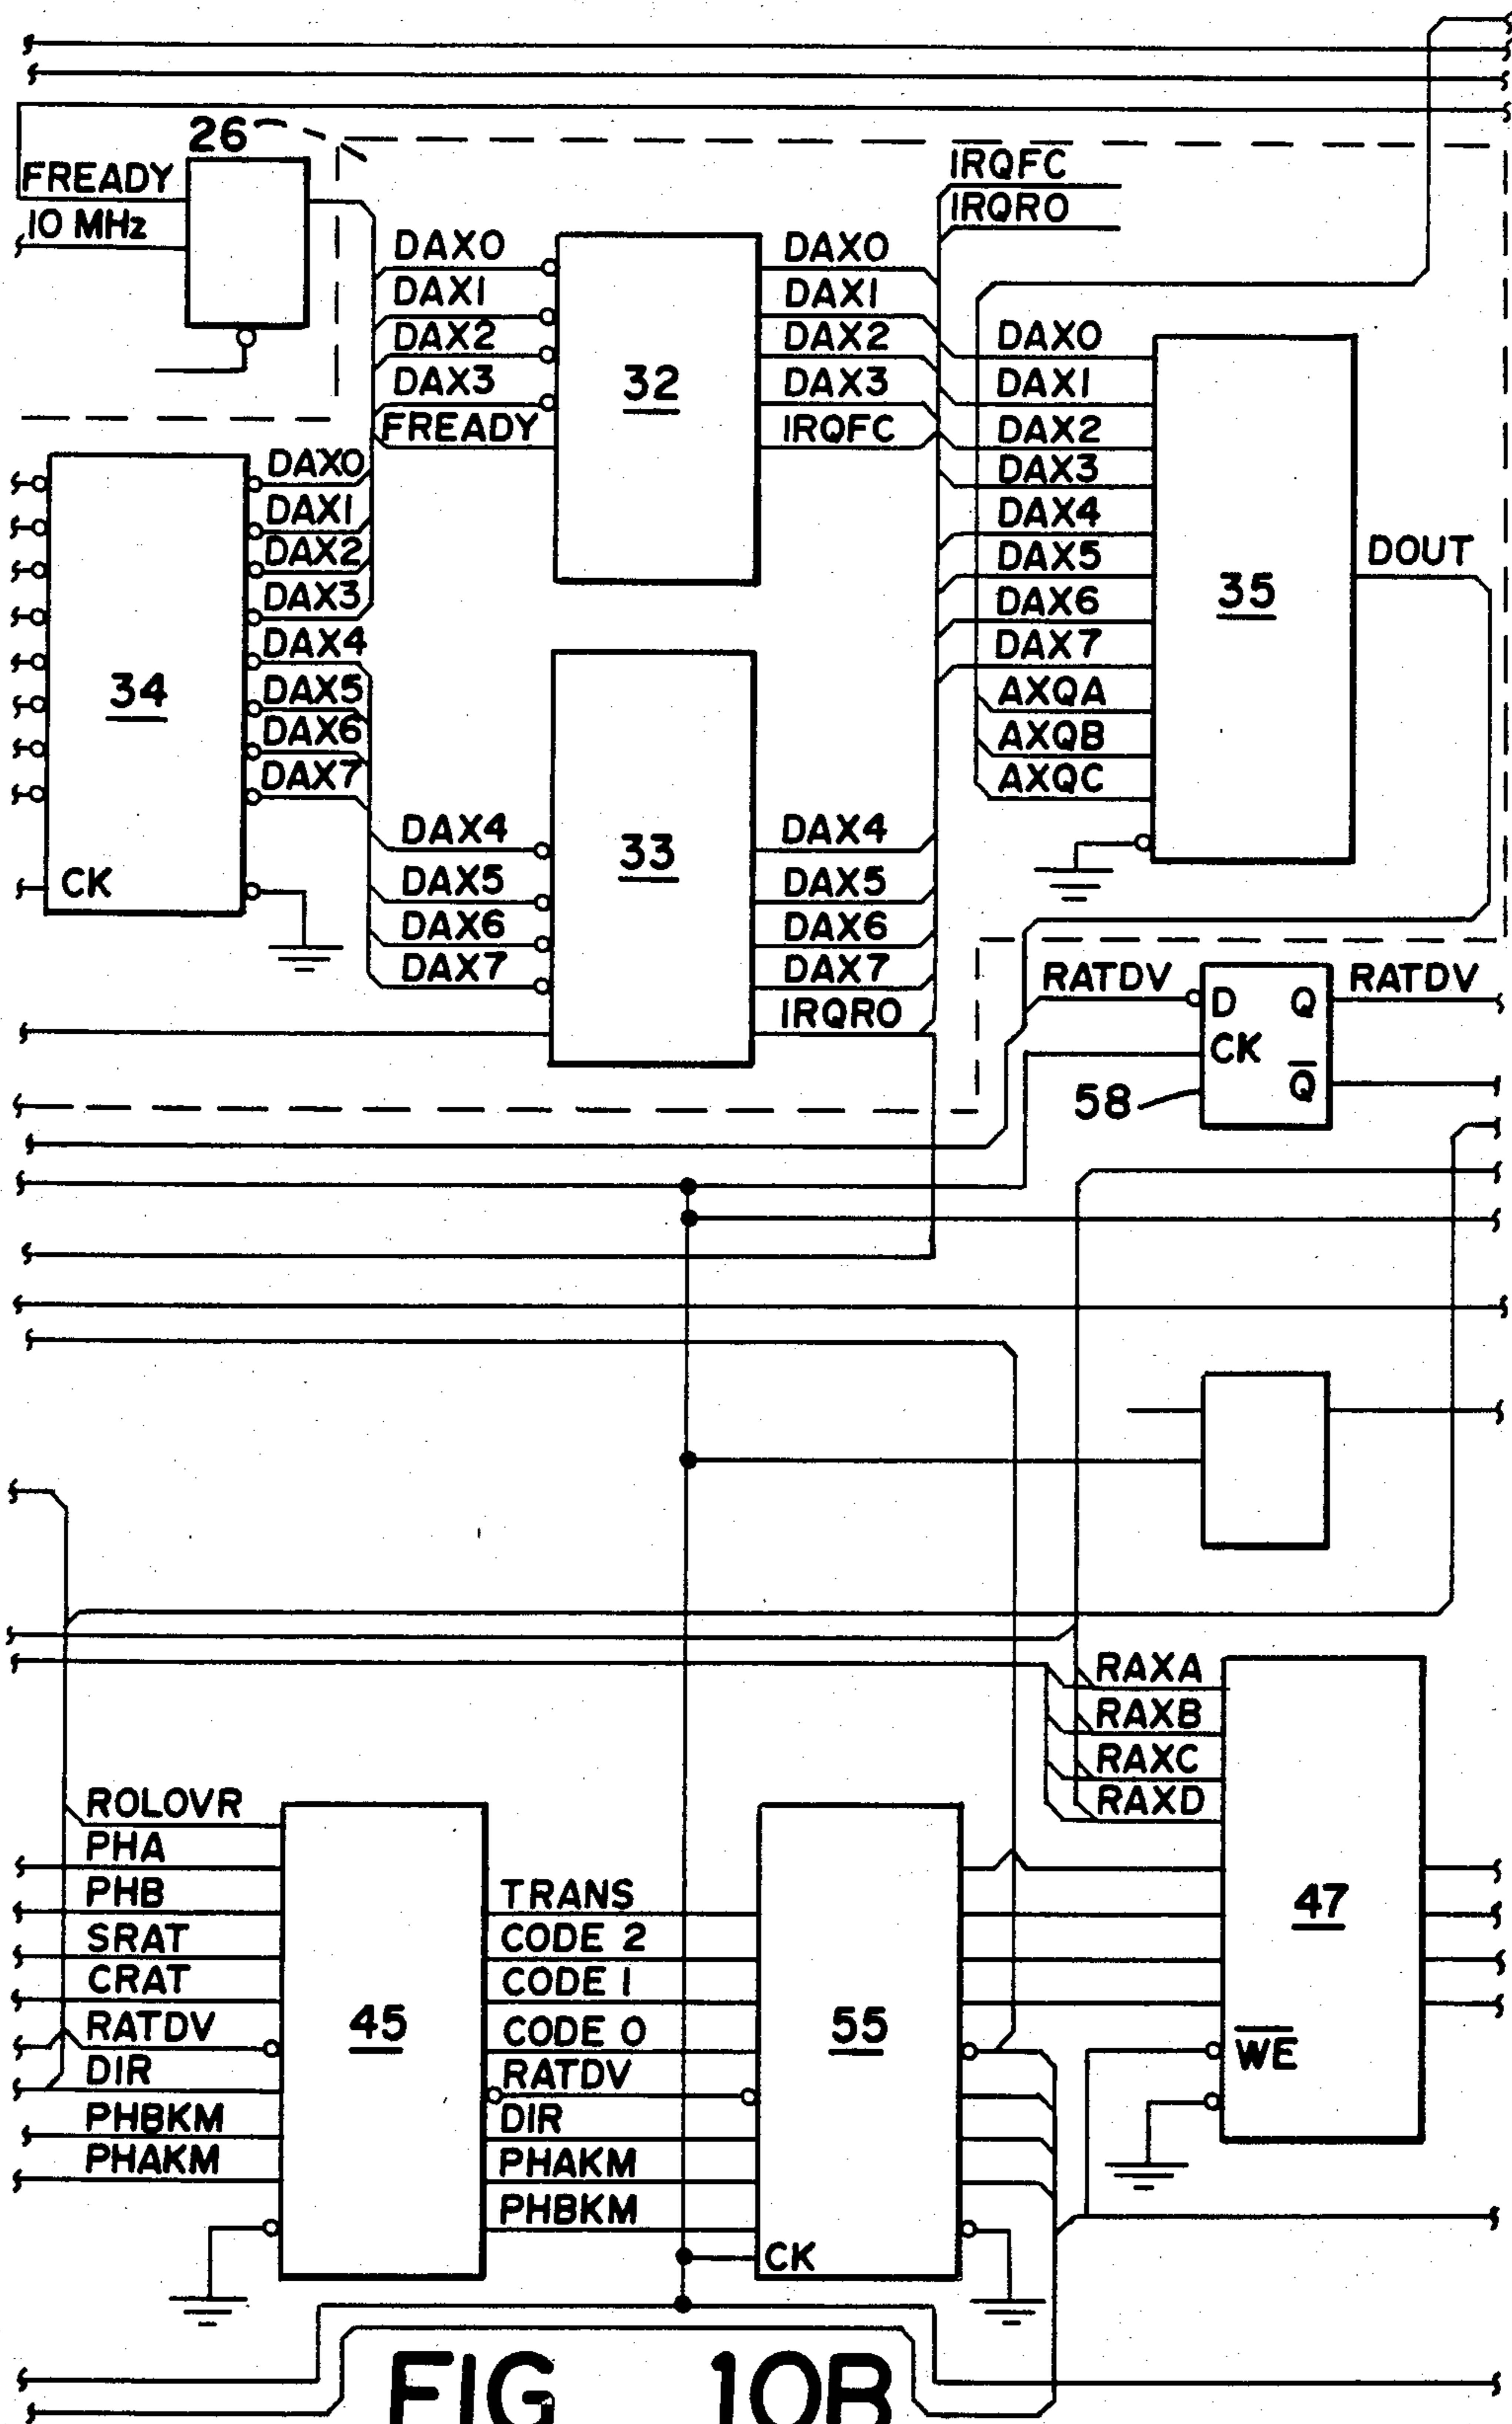 26
FREADY
10 MHz
IRQFC
IRQRO
DAX0
DAX1
DAX2
DAX3
FREADY
32
DAX0
DAX1
DAX2
DAX3
IRQFC
DAX0
DAX1
DAX2
DAX3
DAX4
DAX5
DAX6
DAX7
AXQA
AXQB
AXQC
35
DOUT
34
CK
DAX0
DAX1
DAX2
DAX3
DAX4
DAX5
DAX6
DAX7
DAX4
DAX5
DAX6
DAX7
33
DAX4
DAX5
DAX6
DAX7
IRQRO
RATDV
D Q
CK
Q̅
RATDV
58
RAXA
RAXB
RAXC
RAXD
47
W̅E̅
ROLOVR
PHA
PHB
SRAT
CRAT
RATDV
DIR
PHBKM
PHAKM
45
TRANS
CODE 2
CODE 1
CODE 0
RATDV
DIR
PHAKM
PHBKM
55
CK
FIG 10B